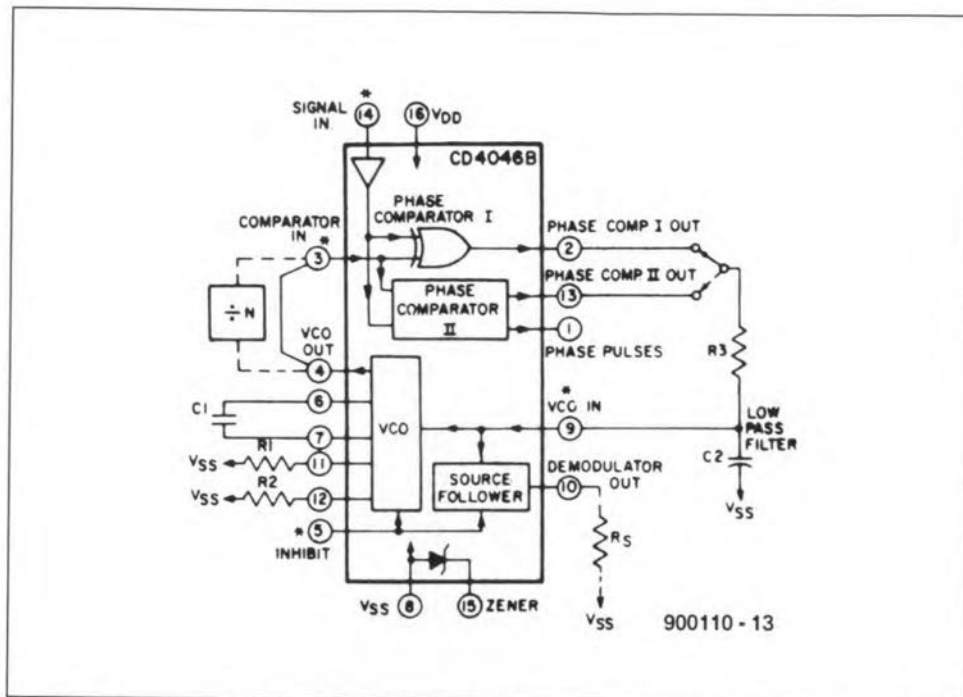 *
SIGNAL IN
14
16
VDD
CD4046B
PHASE COMPARATOR I
COMPARATOR IN
3
*
PHASE COMP I OUT
2
PHASE COMP II OUT
13
PHASE COMPARATOR II
÷ N
1
PHASE PULSES
VCO OUT
4
R3
6
C1
7
VCO
*
VCO IN
9
LOW PASS FILTER
C2
VSS
R1
VSS
11
R2
VSS
12
SOURCE FOLLOWER
DEMODULATOR OUT
10
RS
VSS
*
5
INHIBIT
VSS
8
15
ZENER
900110 - 13